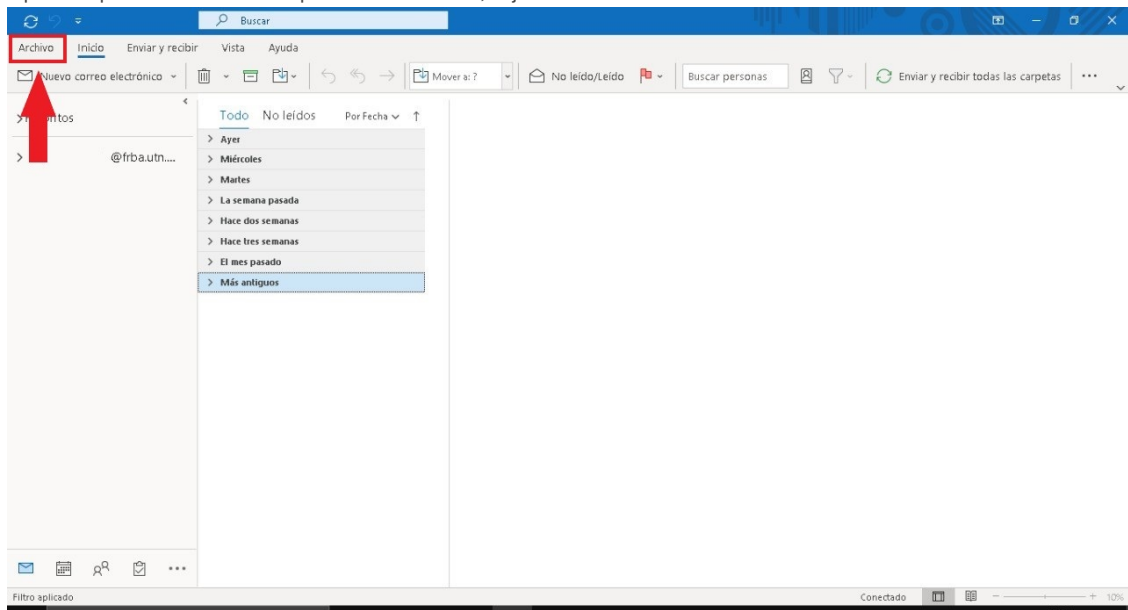 Buscar
Archivo Inicio Enviar y recibir Vista Ayuda
Nuevo correo electrónico Mover a: ? No leído/Leído Buscar personas Enviar y recibir todas las carpetas
Todo No leídos Por Fecha
@frba.utn....
Ayer
Miércoles
Martes
La semana pasada
Hace dos semanas
Hace tres semanas
El mes pasado
Más antiguos
Filtro aplicado Conectado 10%